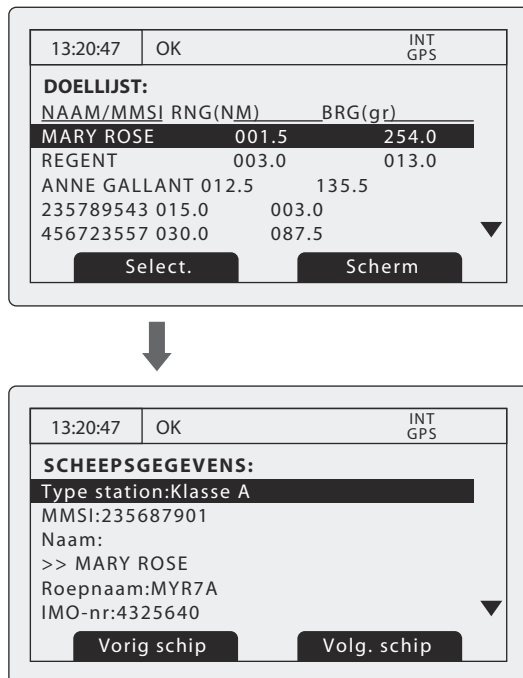 13:20:47 OK INT GPS
DOELLIJST:
NAAM/MMSI RNG(NM) BRG(gr)
MARY ROSE 001.5 254.0
REGENT 003.0 013.0
ANNE GALLANT 012.5 135.5
235789543 015.0 003.0
456723557 030.0 087.5
Select. Scherm
13:20:47 OK INT GPS
SCHEEPSGEGEVENS:
Type station:Klasse A
MMSI:235687901
Naam:
>> MARY ROSE
Roepnaam:MYR7A
IMO-nr:4325640
Vorig schip Volg. schip